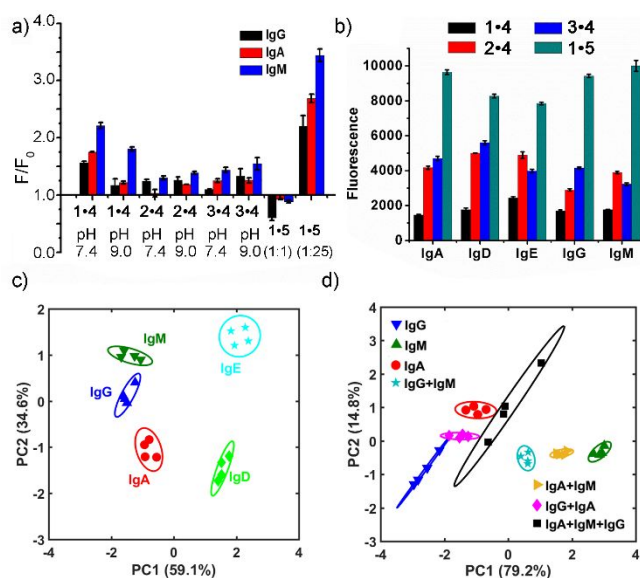 a)
IgG
IgA
IgM
F/F0
4.0
3.0
2.0
1.0
0.0
1•4 1•4 2•4 2•4 3•4 3•4 1•5 1•5
pH pH pH pH pH pH (1:1) (1:25)
7.4 9.0 7.4 9.0 7.4 9.0
b)
1•4 3•4
2•4 1•5
Fluorescence
10000
8000
6000
4000
2000
0
IgA IgD IgE IgG IgM
c)
PC2 (34.6%)
3
2
1
0
-1
-2
-3
IgM
IgE
IgG
IgA
IgD
-4 -2 0 2 4
PC1 (59.1%)
d)
PC2 (14.8%)
4
3
2
1
0
-1
-2
-3
IgG
IgM
IgA
IgG+IgM
IgA+IgM
IgG+IgA
IgA+IgM+IgG
-4 -2 0 2 4
PC1 (79.2%)